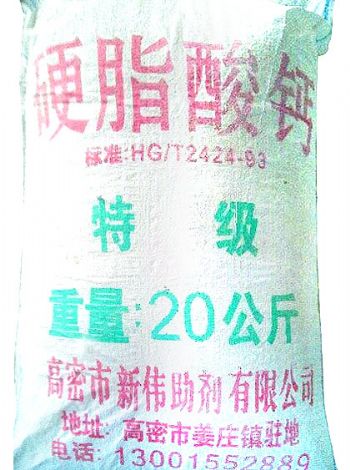 硬脂酸钙
标准:HG/T2424-93
特级
重量:20公斤
高密市新伟助剂有限公司
地址:高密市姜庄镇驻地
电话:13001552889